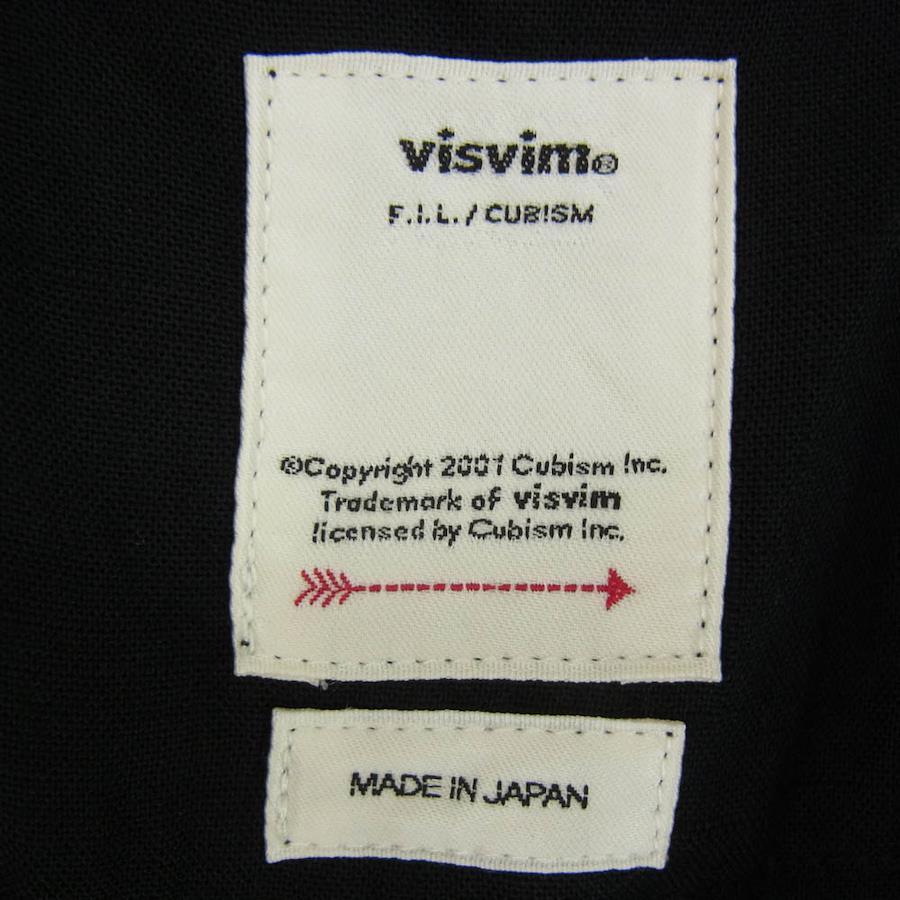 visvim®
F.I.L. / CUBISM
©Copyright 2001 Cubism Inc.
Trademark of visvim
licensed by Cubism Inc.
MADE IN JAPAN